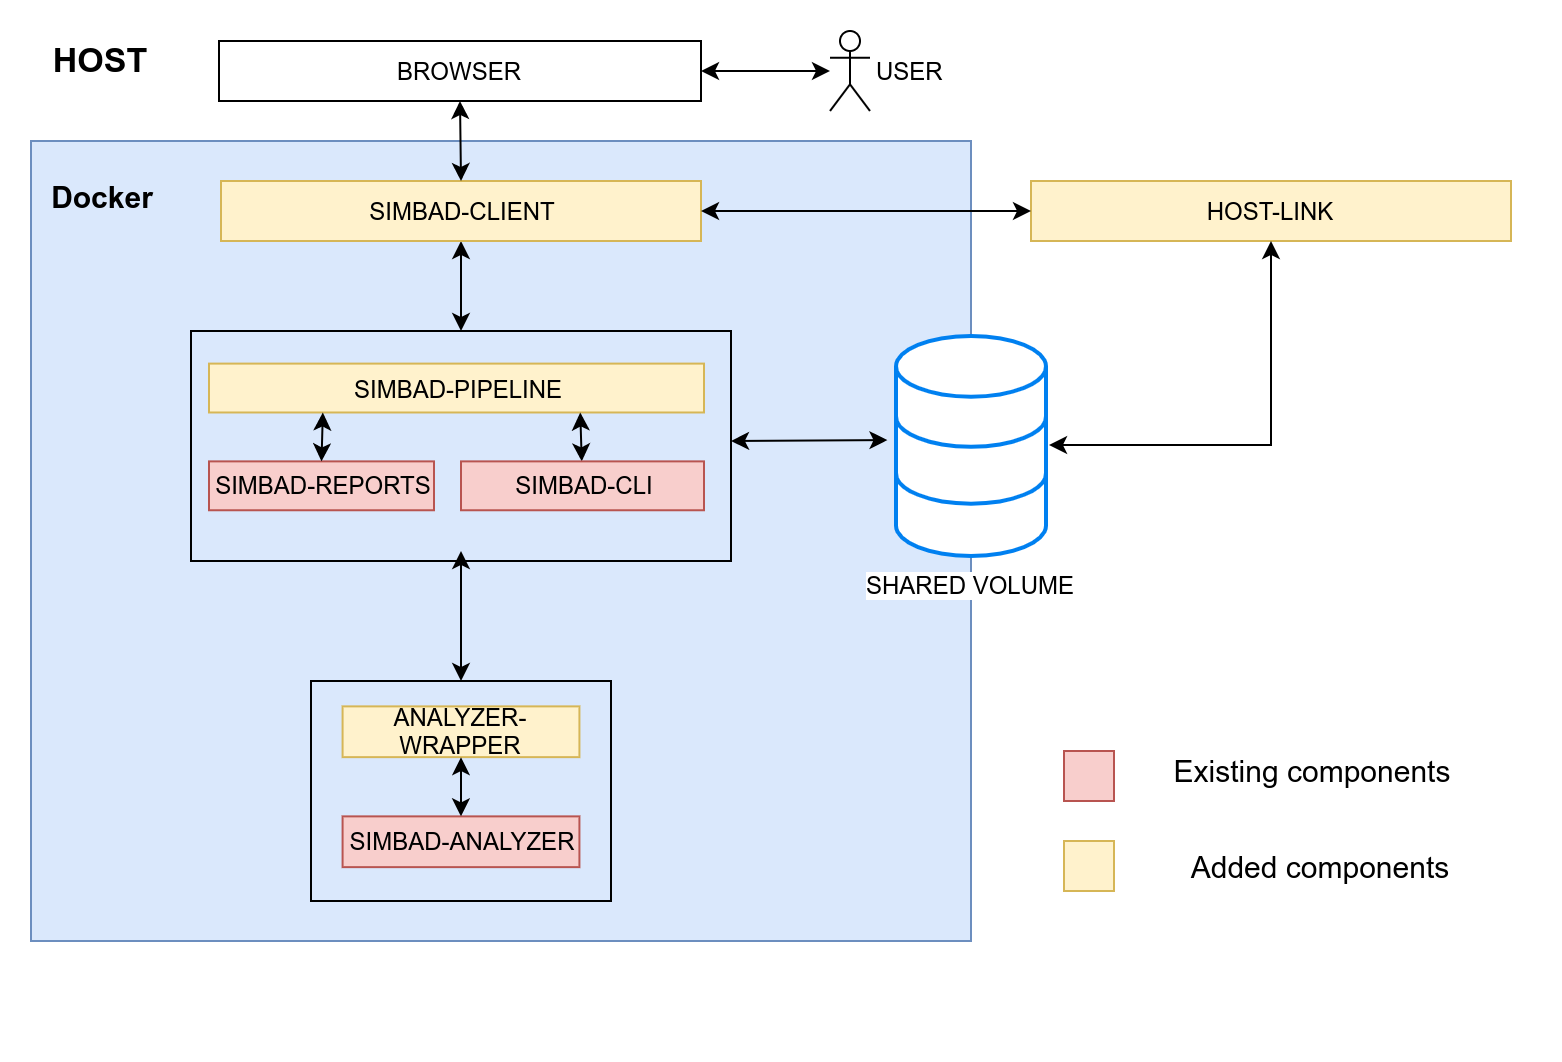 HOST
BROWSER
USER
Docker
SIMBAD-CLIENT
HOST-LINK
SIMBAD-PIPELINE
SIMBAD-REPORTS
SIMBAD-CLI
SHARED VOLUME
ANALYZER-
WRAPPER
SIMBAD-ANALYZER
Existing components
Added components